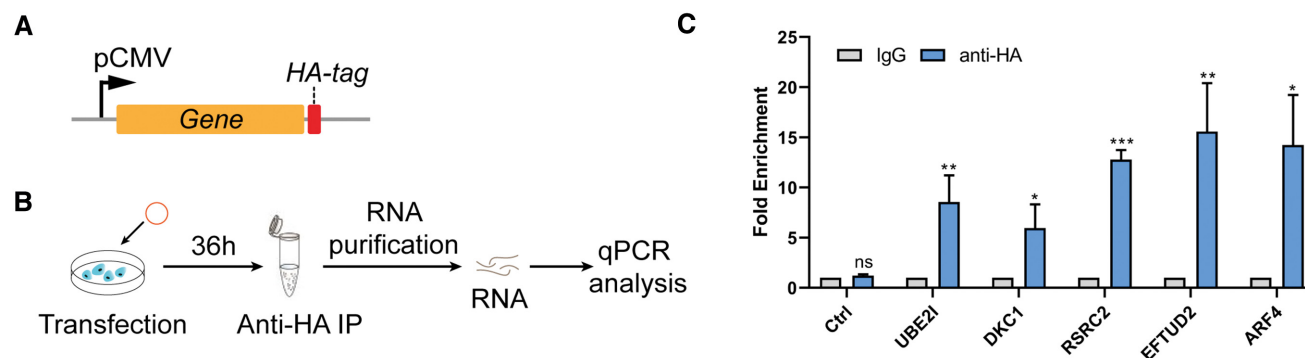 A
pCMV
HA-tag
Gene
B
36h
RNA
purification
qPCR
analysis
RNA
Transfection
Anti-HA IP
C
IgG
anti-HA
Fold Enrichment
25
20
15
10
5
0
ns
**
*
***
**
*
Ctrl
UBE2I
DKC1
RSRC2
EFTUD2
ARF4